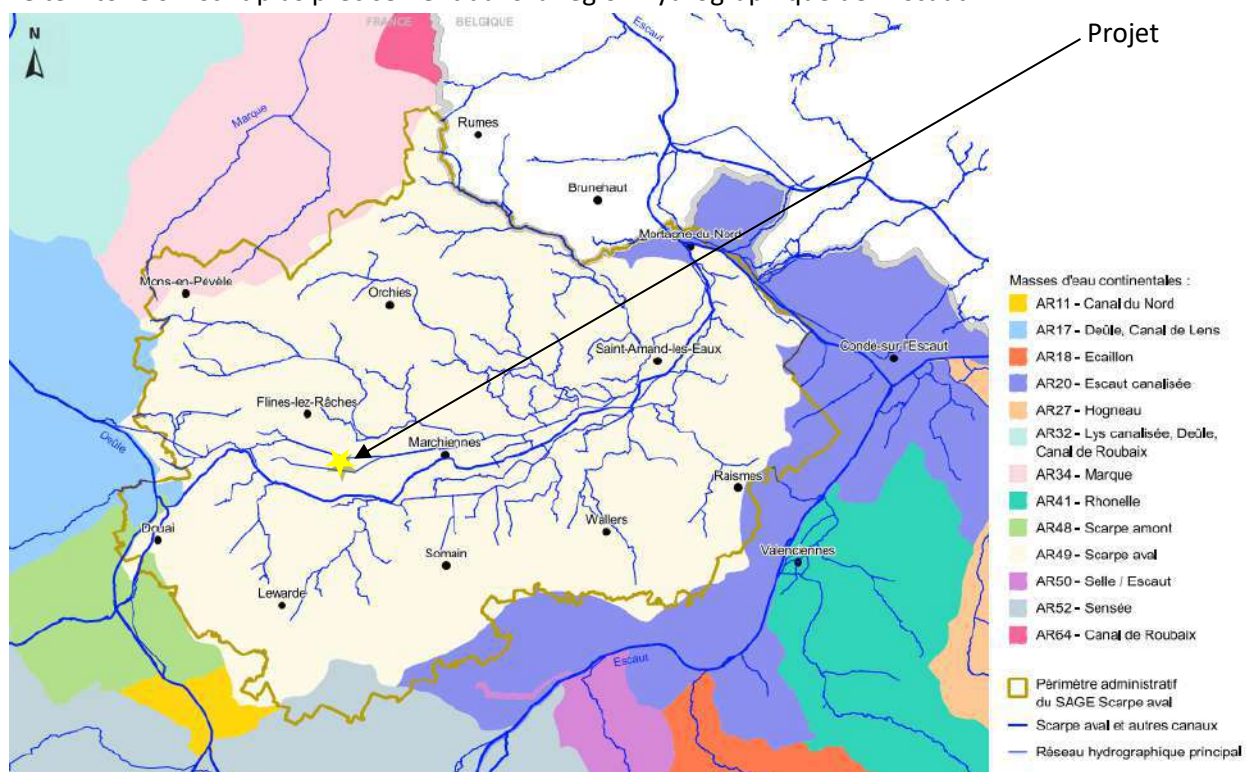 Projet
N
FRANCE
BELGIQUE
Escaut
Marque
Rumes
Brunehaut
Mortagne-du-Nord
Mons-en-Pévèle
Orchies
Saint-Amand-les-Eaux
Condé-sur-l'Escaut
Flines-lez-Râches
Deûle
Marchiennes
Raismes
Douai
Wallers
Somain
Valenciennes
Lewarde
Escaut
Masses d'eau continentales :
AR11 - Canal du Nord
AR17 - Deûle, Canal de Lens
AR18 - Ecaillon
AR20 - Escaut canalisée
AR27 - Hogneau
AR32 - Lys canalisée, Deûle,
Canal de Roubaix
AR34 - Marque
AR41 - Rhonelle
AR48 - Scarpe amont
AR49 - Scarpe aval
AR50 - Selle / Escaut
AR52 - Sensée
AR64 - Canal de Roubaix
Périmètre administratif
du SAGE Scarpe aval
Scarpe aval et autres canaux
Réseau hydrographique principal